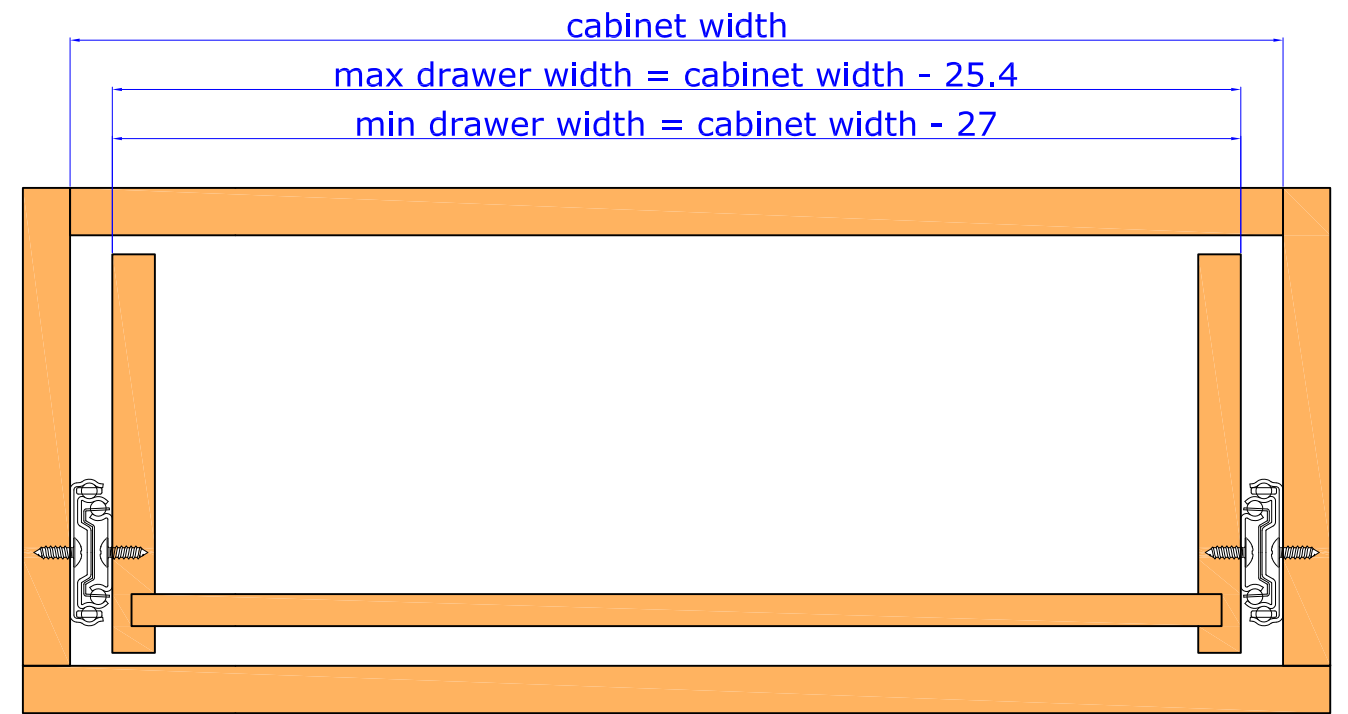 cabinet width
max drawer width = cabinet width - 25.4
min drawer width = cabinet width - 27